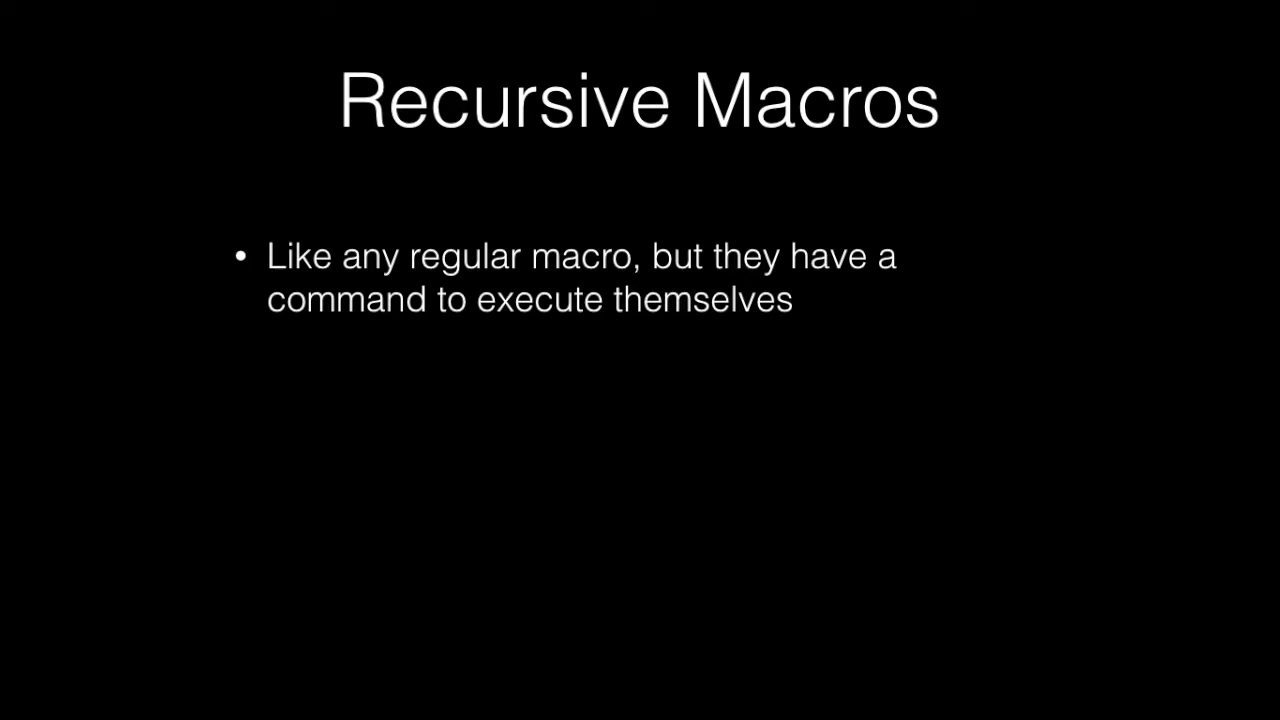 Recursive Macros
• Like any regular macro, but they have a
command to execute themselves